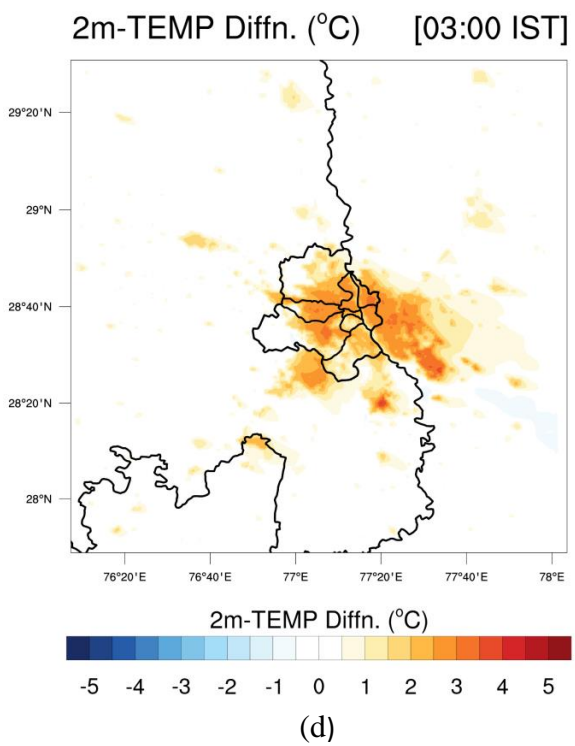 2m-TEMP Diffn. (°C) [03:00 IST]
29°20'N
29°N
28°40'N
28°20'N
28°N
76°20'E 76°40'E 77°E 77°20'E 77°40'E 78°E
2m-TEMP Diffn. (°C)
-5 -4 -3 -2 -1 0 1 2 3 4 5
(d)